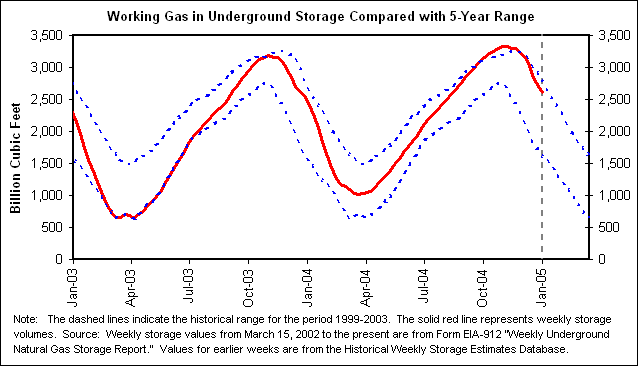 Working Gas in Underground Storage Compared with 5-Year Range
Billion Cubic Feet
3,500
3,000
2,500
2,000
1,500
1,000
500
0
3,500
3,000
2,500
2,000
1,500
1,000
500
0
Jan-03
Apr-03
Jul-03
Oct-03
Jan-04
Apr-04
Jul-04
Oct-04
Jan-05
Note: The dashed lines indicate the historical range for the period 1999-2003. The solid red line represents weekly storage
volumes. Source: Weekly storage values from March 15, 2002 to the present are from Form EIA-912 "Weekly Underground
Natural Gas Storage Report." Values for earlier weeks are from the Historical Weekly Storage Estimates Database.